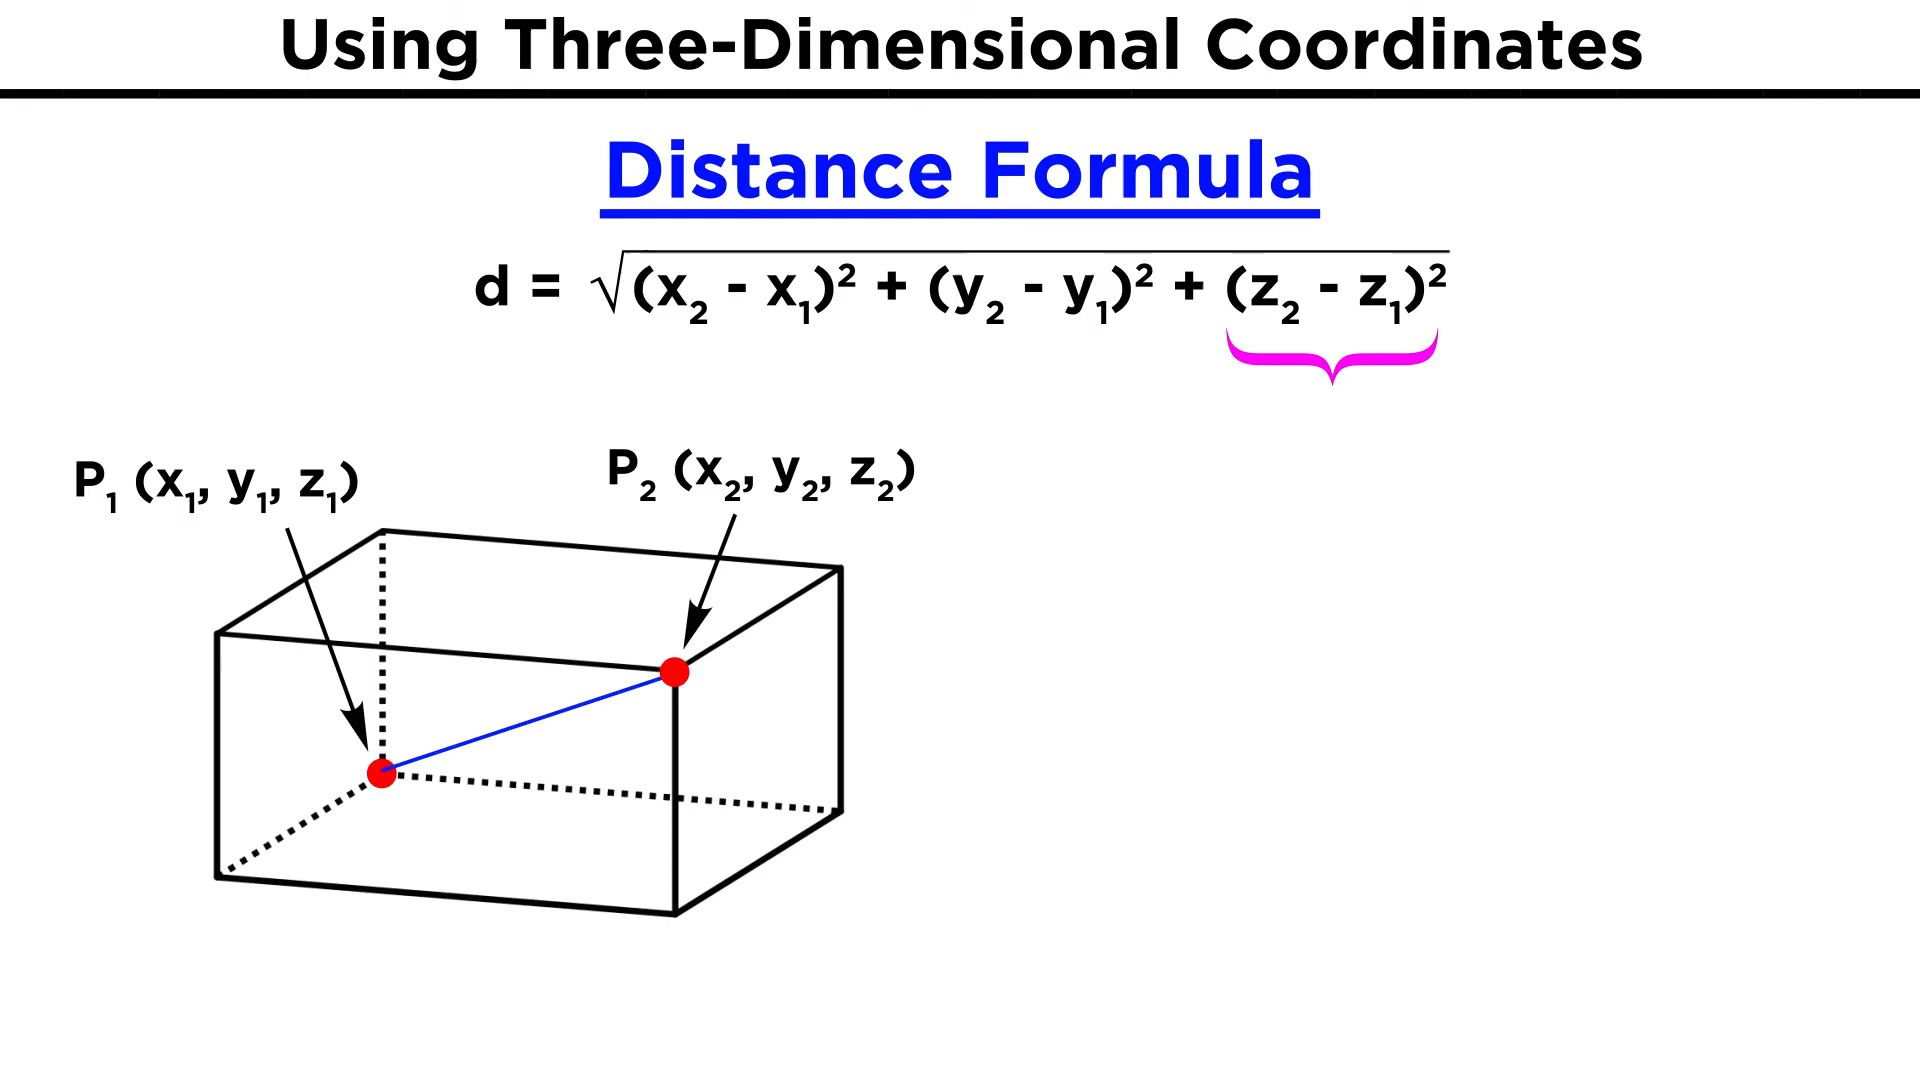 Using Three-Dimensional Coordinates
Distance Formula
d = √(x₂ - x₁)² + (y₂ - y₁)² + (z₂ - z₁)²
P₁ (x₁, y₁, z₁)
P₂ (x₂, y₂, z₂)